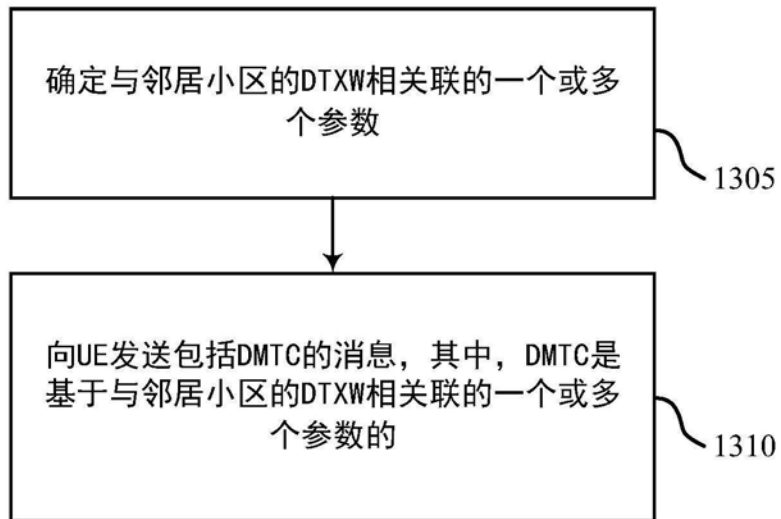 确定与邻居小区的DTXW相关联的一个或多
个参数
1305
向UE发送包括DMTC的消息，其中，DMTC是
基于与邻居小区的DTXW相关联的一个或多
个参数的
1310